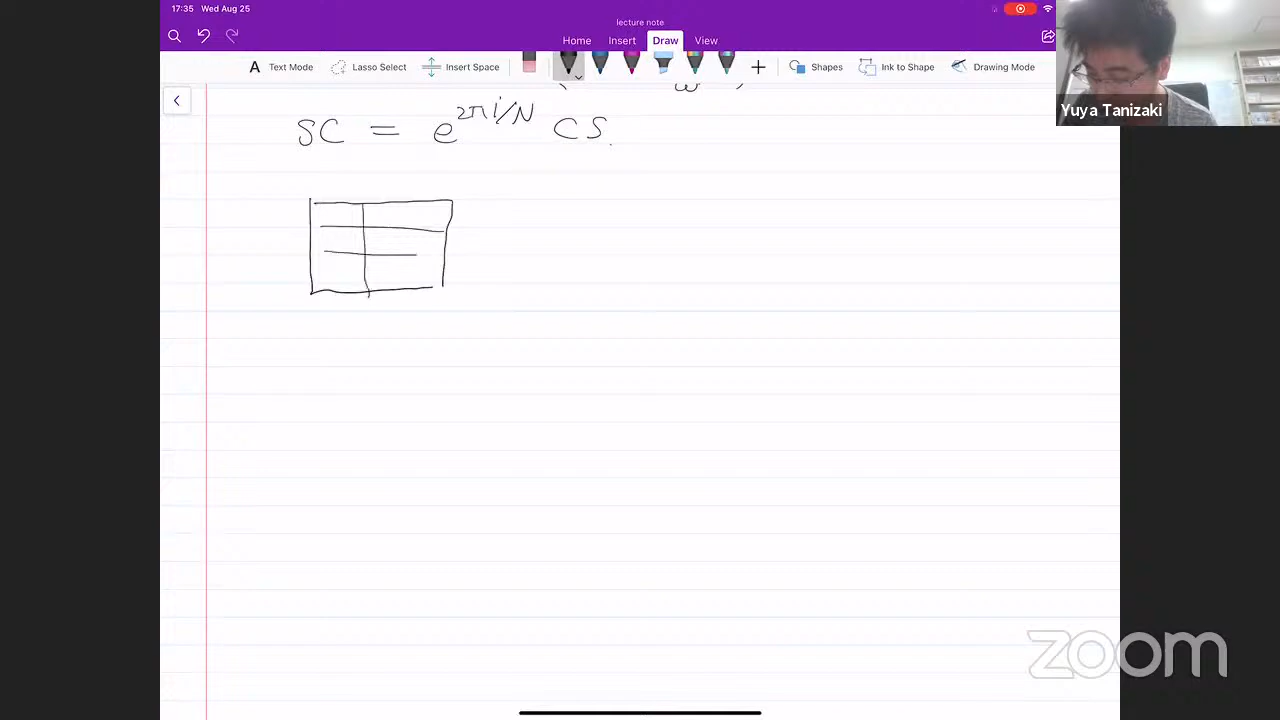 17:35 Wed Aug 25
lecture note
Home Insert Draw View
A Text Mode Lasso Select Insert Space Shapes Ink to Shape Drawing Mode
Yuya Tanizaki
SC = e^{2πi/N} CS.
zoom